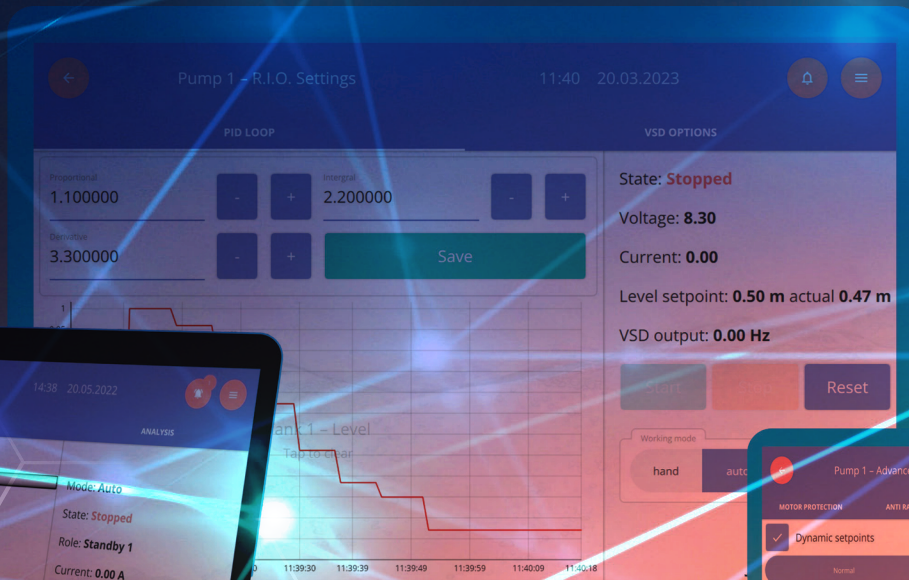 Pump 1 – R.I.O. Settings
11:40 20.03.2023
PID LOOP
VSD OPTIONS
Proportional
1.100000
-
+
Intergral
2.200000
-
+
Derivative
3.300000
-
+
Save
State: Stopped
Voltage: 8.30
Current: 0.00
Level setpoint: 0.50 m actual 0.47 m
VSD output: 0.00 Hz
Start
Reset
Working mode
hand
auto
1
– Level
Tap to clear
11:39:30
11:39:39
11:39:49
11:39:59
11:40:09
11:40:18
14:38 20.05.2022
ANALYSIS
Mode: Auto
State: Stopped
Role: Standby 1
Current: 0.00 A
Pump 1 – Advance
MOTOR PROTECTION
ANTI RA
Dynamic setpoints
Normal